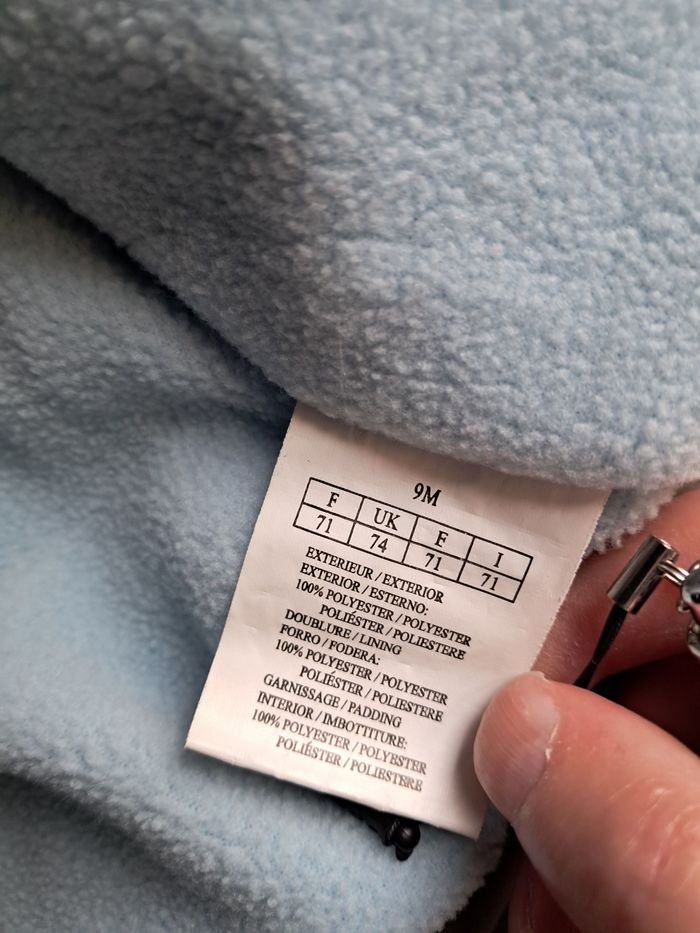 9M
F UK F I
71 74 71 71
EXTERIEUR / EXTERIOR
EXTERIOR / ESTERNO:
100% POLYESTER / POLYESTER
POLIÉSTER / POLIESTERE
DOUBLURE / LINING
FORRO / FODERA:
100% POLYESTER / POLYESTER
POLIÉSTER / POLIESTERE
GARNISSAGE / PADDING
INTERIOR / IMBOTTITURE:
100% POLYESTER / POLYESTER
POLIÉSTER / POLIESTERE